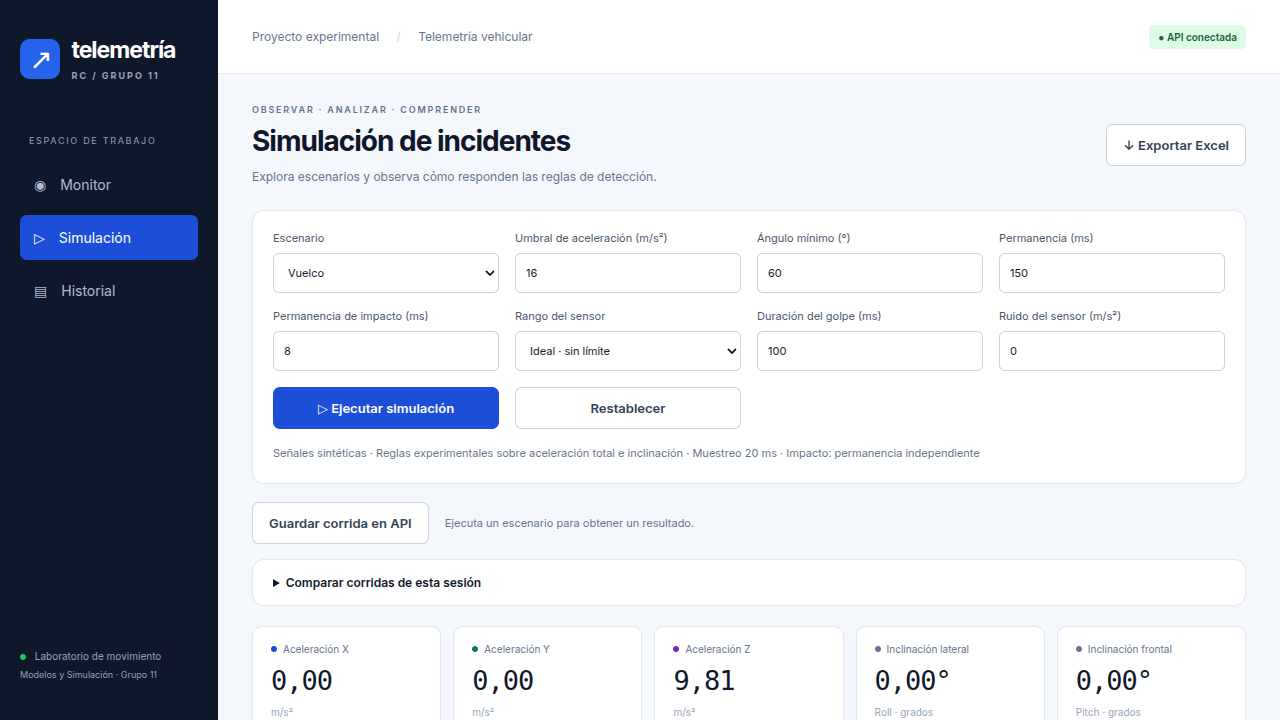 telemetría
RC / GRUPO 11
ESPACIO DE TRABAJO
Monitor
Simulación
Historial
Laboratorio de movimiento
Modelos y Simulación · Grupo 11
Proyecto experimental / Telemetría vehicular
● API conectada
OBSERVAR · ANALIZAR · COMPRENDER
Simulación de incidentes
Explora escenarios y observa cómo responden las reglas de detección.
↓ Exportar Excel
Escenario
Umbral de aceleración (m/s²)
Ángulo mínimo (°)
Permanencia (ms)
Vuelco
16
60
150
Permanencia de impacto (ms)
Rango del sensor
Duración del golpe (ms)
Ruido del sensor (m/s²)
8
Ideal · sin límite
100
0
▷ Ejecutar simulación
Restablecer
Señales sintéticas · Reglas experimentales sobre aceleración total e inclinación · Muestreo 20 ms · Impacto: permanencia independiente
Guardar corrida en API
Ejecuta un escenario para obtener un resultado.
Comparar corridas de esta sesión
Aceleración X
0,00
m/s²
Aceleración Y
0,00
m/s²
Aceleración Z
9,81
m/s²
Inclinación lateral
0,00°
Roll · grados
Inclinación frontal
0,00°
Pitch · grados